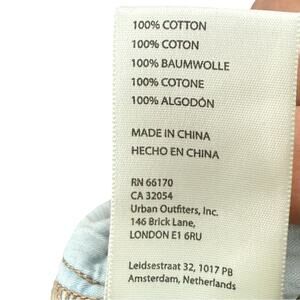 100% COTTON
100% COTON
100% BAUMWOLLE
100% COTONE
100% ALGODÓN
MADE IN CHINA
HECHO EN CHINA
RN 66170
CA 32054
Urban Outfiters, Inc.
146 Brick Lane,
LONDON E1 6RU
Leidsestraat 32, 1017 PB
Amsterdam, Netherlands